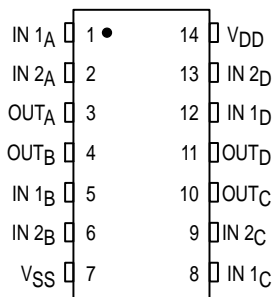 IN 1A 1 14 VDD
IN 2A 2 13 IN 2D
OUTA 3 12 IN 1D
OUTB 4 11 OUTD
IN 1B 5 10 OUTC
IN 2B 6 9 IN 2C
VSS 7 8 IN 1C